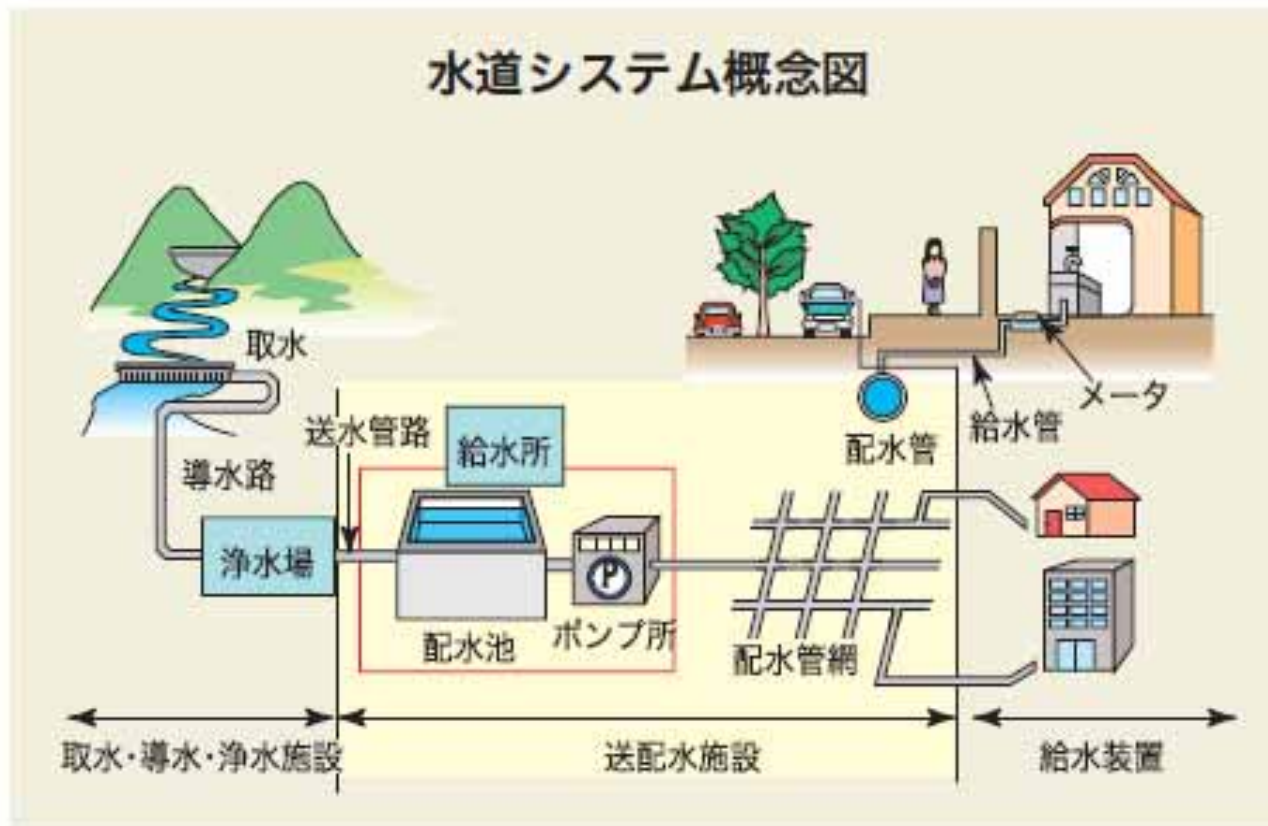 水道システム概念図
取水
導水路
浄水場
送水管路
給水所
配水池
P
ポンプ所
配水管網
配水管
給水管
メータ
取水・導水・浄水施設
送配水施設
給水装置